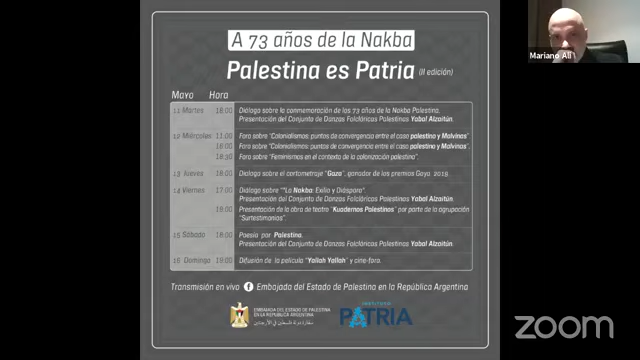 A 73 años de la Nakba
Palestina es Patria (II edición)
Mariano Ali
Mayo Hora
11 Martes 18:00 Diálogo sobre la conmemoración de los 73 años de la Nakba Palestina.
Presentación del Conjunto de Danzas Folclóricas Palestinos Yabal Alzaitún.
12 Miércoles 11:00 Foro sobre "Colonialismos: puntos de convergencia entre el caso palestino y Malvinas".
16:00 Foro sobre "Colonialismos: puntos de convergencia entre el caso palestino y Malvinas".
18:30 Foro sobre "Feminismos en el contexto de la colonización palestina".
13 Jueves 18:00 Diálogo sobre el cortometraje "Gaza", ganador de los premios Goya 2019.
14 Viernes 17:00 Diálogo sobre ""La Nakba: Exilio y Diáspora".
Presentación del Conjunto de Danzas Folclóricas Palestinos Yabal Alzaitún.
18:00 Presentación de la obra de teatro "Kuadernos Palestinos" por parte de la agrupación
"Surtestimonios".
15 Sábado 18:00 Poesía por Palestina.
Presentación del Conjunto de Danzas Folclóricas Palestinos Yabal Alzaitún.
16 Domingo 19:00 Difusión de la película "Yallah Yallah" y cine-foro.
Transmisión en vivo Embajada del Estado de Palestina en la República Argentina
EMBAJADA DEL ESTADO DE PALESTINA
EN LA REPÚBLICA ARGENTINA
سفارة دولة فلسطين في الأرجنتين
PATRIA
zoom